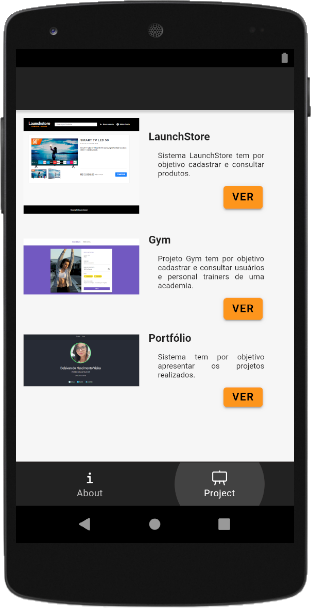 LaunchStore
LaunchStore
Sistema LaunchStore tem por
objetivo cadastrar e consultar
produtos.
VER
Gym
Projeto Gym tem por objetivo
cadastrar e consultar usuários
e personal trainers de uma
academia.
VER
Portfólio
Sistema tem por objetivo
apresentar os projetos
realizados.
VER
About
Project